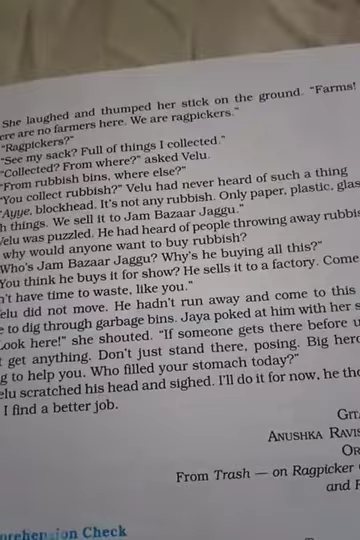 She laughed and thumped her stick on the ground. "Farms!
ere are no farmers here. We are ragpickers."
"Ragpickers?"
"See my sack? Full of things I collected."
"Collected? From where?" asked Velu.
"From rubbish bins, where else?"
"You collect rubbish?" Velu had never heard of such a thing
"Ayye, blockhead. It's not any rubbish. Only paper, plastic, glas
h things. We sell it to Jam Bazaar Jaggu."
Velu was puzzled. He had heard of people throwing away rubbis
why would anyone want to buy rubbish?
Who's Jam Bazaar Jaggu? Why's he buying all this?"
You think he buys it for show? He sells it to a factory. Come
n't have time to waste, like you."
elu did not move. He hadn't run away and come to this
e to dig through garbage bins. Jaya poked at him with her s
Look here!" she shouted. "If someone gets there before u
t get anything. Don't just stand there, posing. Big hero
g to help you. Who filled your stomach today?"
elu scratched his head and sighed. I'll do it for now, he tho
I find a better job.
GITA
ANUSHKA RAVIS
OR
From Trash — on Ragpicker
and R
prehension Check